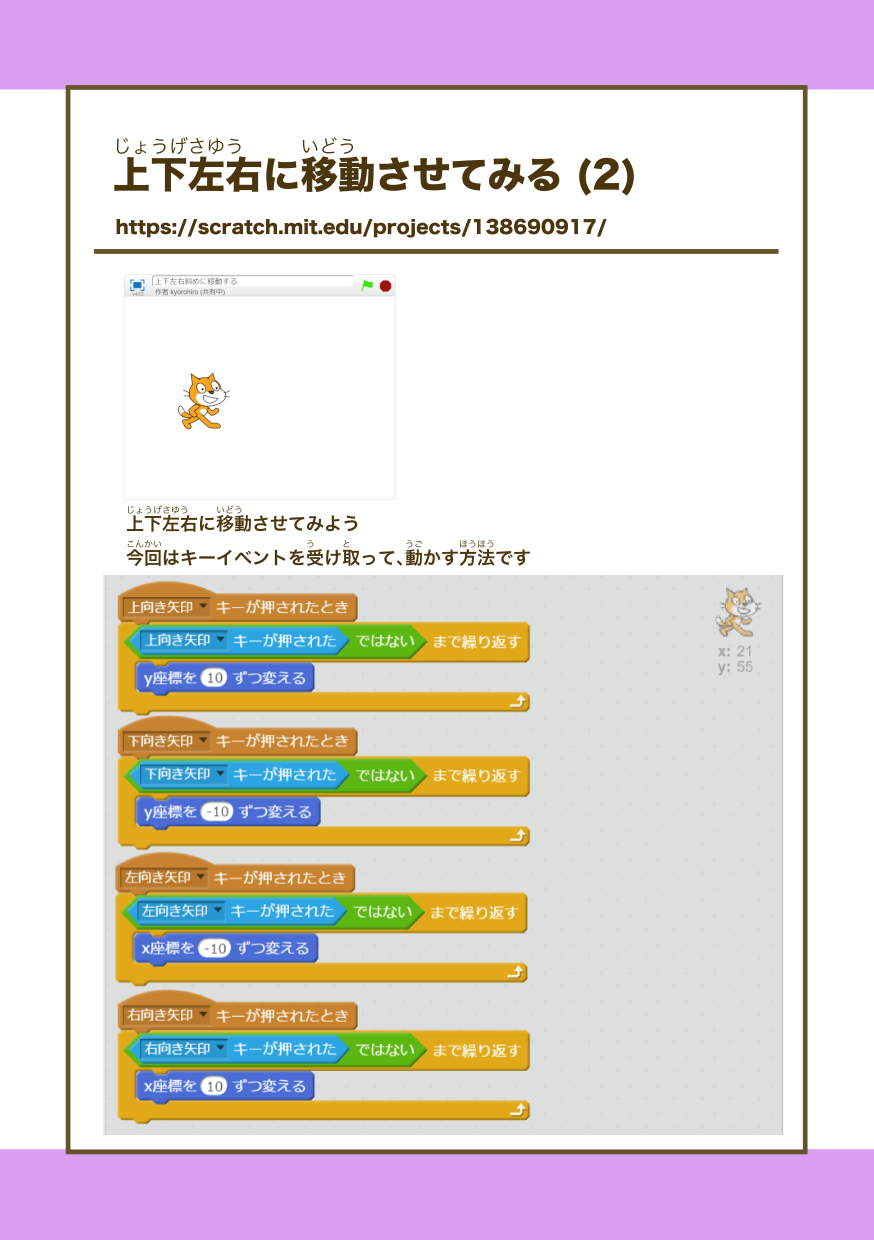 じょうげさゆう いどう
上下左右に移動させてみる (2)
https://scratch.mit.edu/projects/138690917/
上下左右斜めに移動する
v452
作者 kyorohiro (共有中)
じょうげさゆう いどう
上下左右に移動させてみよう
こんかい う と うご ほうほう
今回はキーイベントを受け取って、動かす方法です
上向き矢印 キーが押されたとき
上向き矢印 キーが押された ではない まで繰り返す
y座標を 10 ずつ変える
x: 21
y: 55
下向き矢印 キーが押されたとき
下向き矢印 キーが押された ではない まで繰り返す
y座標を -10 ずつ変える
左向き矢印 キーが押されたとき
左向き矢印 キーが押された ではない まで繰り返す
x座標を -10 ずつ変える
右向き矢印 キーが押されたとき
右向き矢印 キーが押された ではない まで繰り返す
x座標を 10 ずつ変える